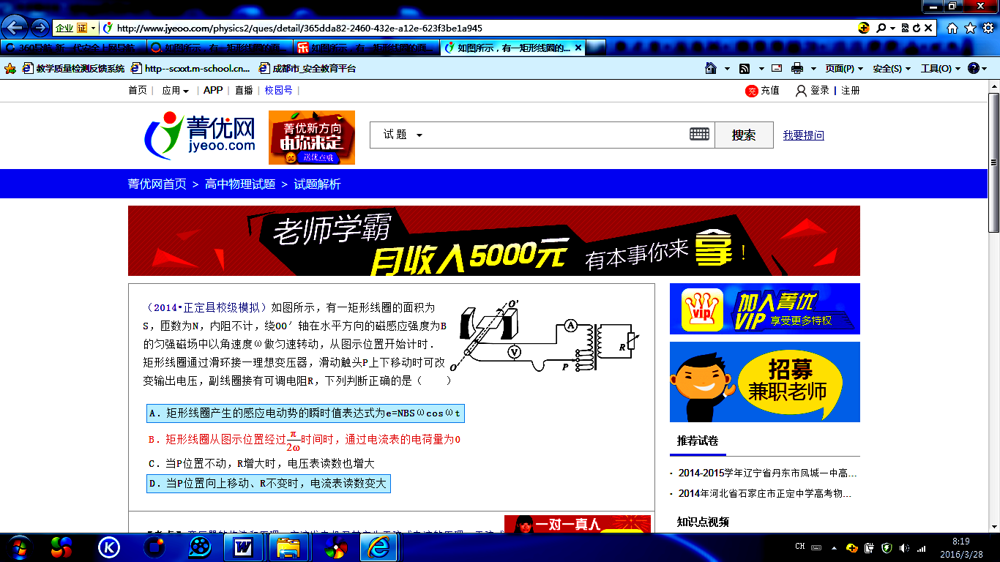 企业 证
http://www.jyeoo.com/physics2/ques/detail/365dda82-2460-432e-a12e-623f3be1a945
360导航_新一代安全上网导航
如图所示，有一矩形线圈的面...
如图所示，有一矩形线圈的面...
如图所示，有一矩形线圈的...
教学质量检测反馈系统
http--scxxt.m-school.cn...
成都市_安全教育平台
页面(P)
安全(S)
工具(O)
首页 | 应用 | APP | 直播 | 校园号 |
充 充值 登录 | 注册
菁优网
jyeoo.com
菁优新方向
由你来定
送优点哦
试题
搜索
我要提问
菁优网首页 > 高中物理试题 > 试题解析
老师学霸
月收入5000元
有本事你来拿！
（2014•正定县校级模拟）如图所示，有一矩形线圈的面积为
S，匝数为N，内阻不计，绕OO′轴在水平方向的磁感应强度为B
的匀强磁场中以角速度ω做匀速转动，从图示位置开始计时．
矩形线圈通过滑环接一理想变压器，滑动触头P上下移动时可改
变输出电压，副线圈接有可调电阻R，下列判断正确的是（　　）
O'
A
V
R
P
O
A．矩形线圈产生的感应电动势的瞬时值表达式为e=NBSωcosωt
B．矩形线圈从图示位置经过π/2ω时间时，通过电流表的电荷量为0
C．当P位置不动，R增大时，电压表读数也增大
D．当P位置向上移动、R不变时，电流表读数变大
vip
加入菁优
VIP 享受更多特权
招募
兼职老师
推荐试卷
· 2014-2015学年辽宁省丹东市凤城一中高...
· 2014年河北省石家庄市正定中学高考物...
知识点视频
一对一真人
CH
8:19
2016/3/28